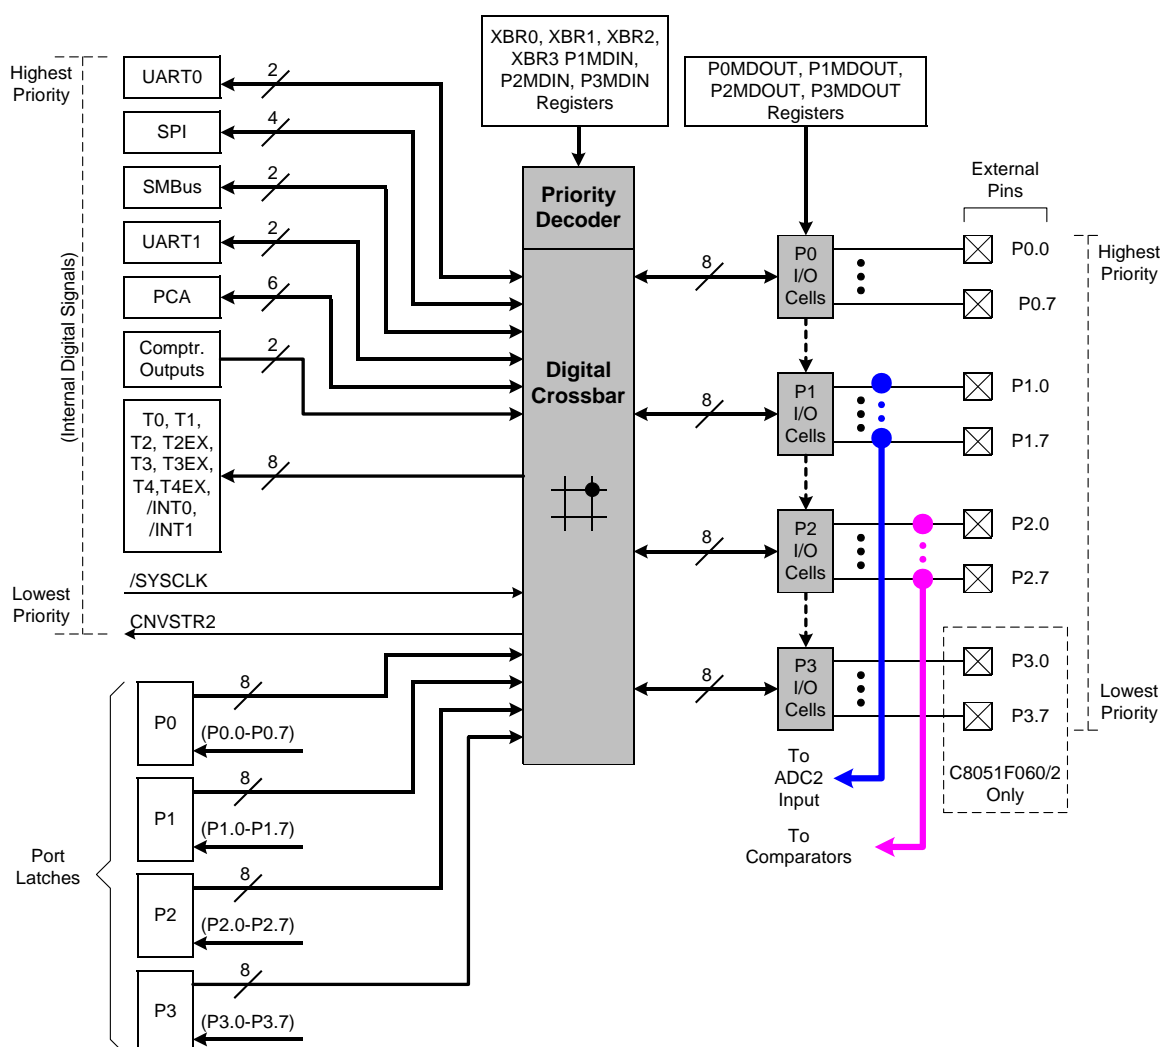 XBR0, XBR1, XBR2,
XBR3 P1MDIN,
P2MDIN, P3MDIN
Registers
P0MDOUT, P1MDOUT,
P2MDOUT, P3MDOUT
Registers
Highest
Priority
(Internal Digital Signals)
Lowest
Priority
UART0
2
SPI
4
SMBus
2
UART1
2
PCA
6
Comptr.
Outputs
2
T0, T1,
T2, T2EX,
T3, T3EX,
T4,T4EX,
/INT0,
/INT1
8
/SYSCLK
CNVSTR2
Priority
Decoder
Digital
Crossbar
8
8
8
8
P0
I/O
Cells
P1
I/O
Cells
P2
I/O
Cells
P3
I/O
Cells
External
Pins
P0.0
P0.7
P1.0
P1.7
P2.0
P2.7
P3.0
P3.7
Highest
Priority
Lowest
Priority
C8051F060/2
Only
To
ADC2
Input
To
Comparators
Port
Latches
P0
8
(P0.0-P0.7)
P1
8
(P1.0-P1.7)
P2
8
(P2.0-P2.7)
P3
8
(P3.0-P3.7)